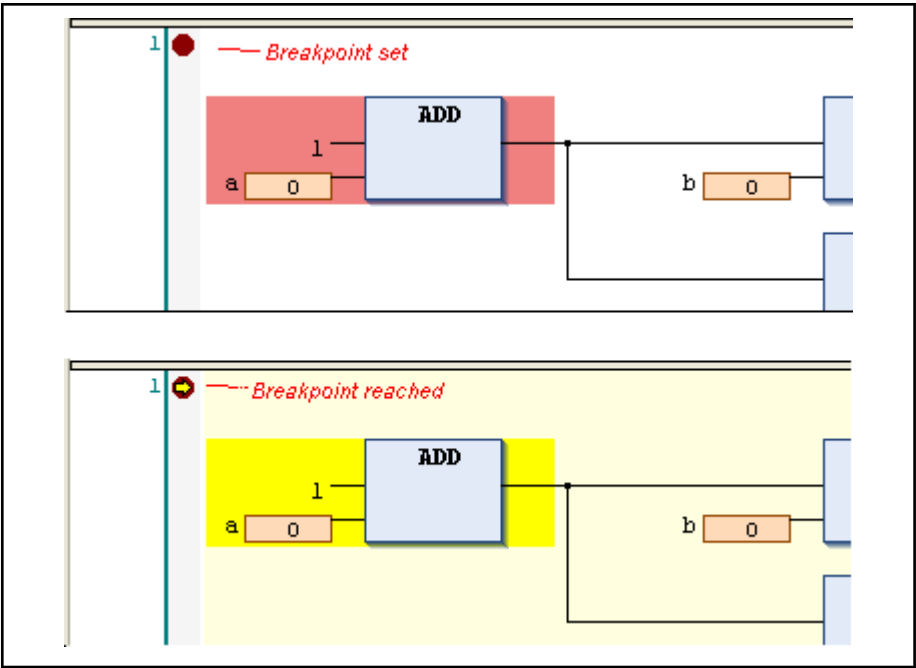 1 Breakpoint set
ADD
1
a 0 b 0
1 Breakpoint reached
ADD
1
a 0 b 0